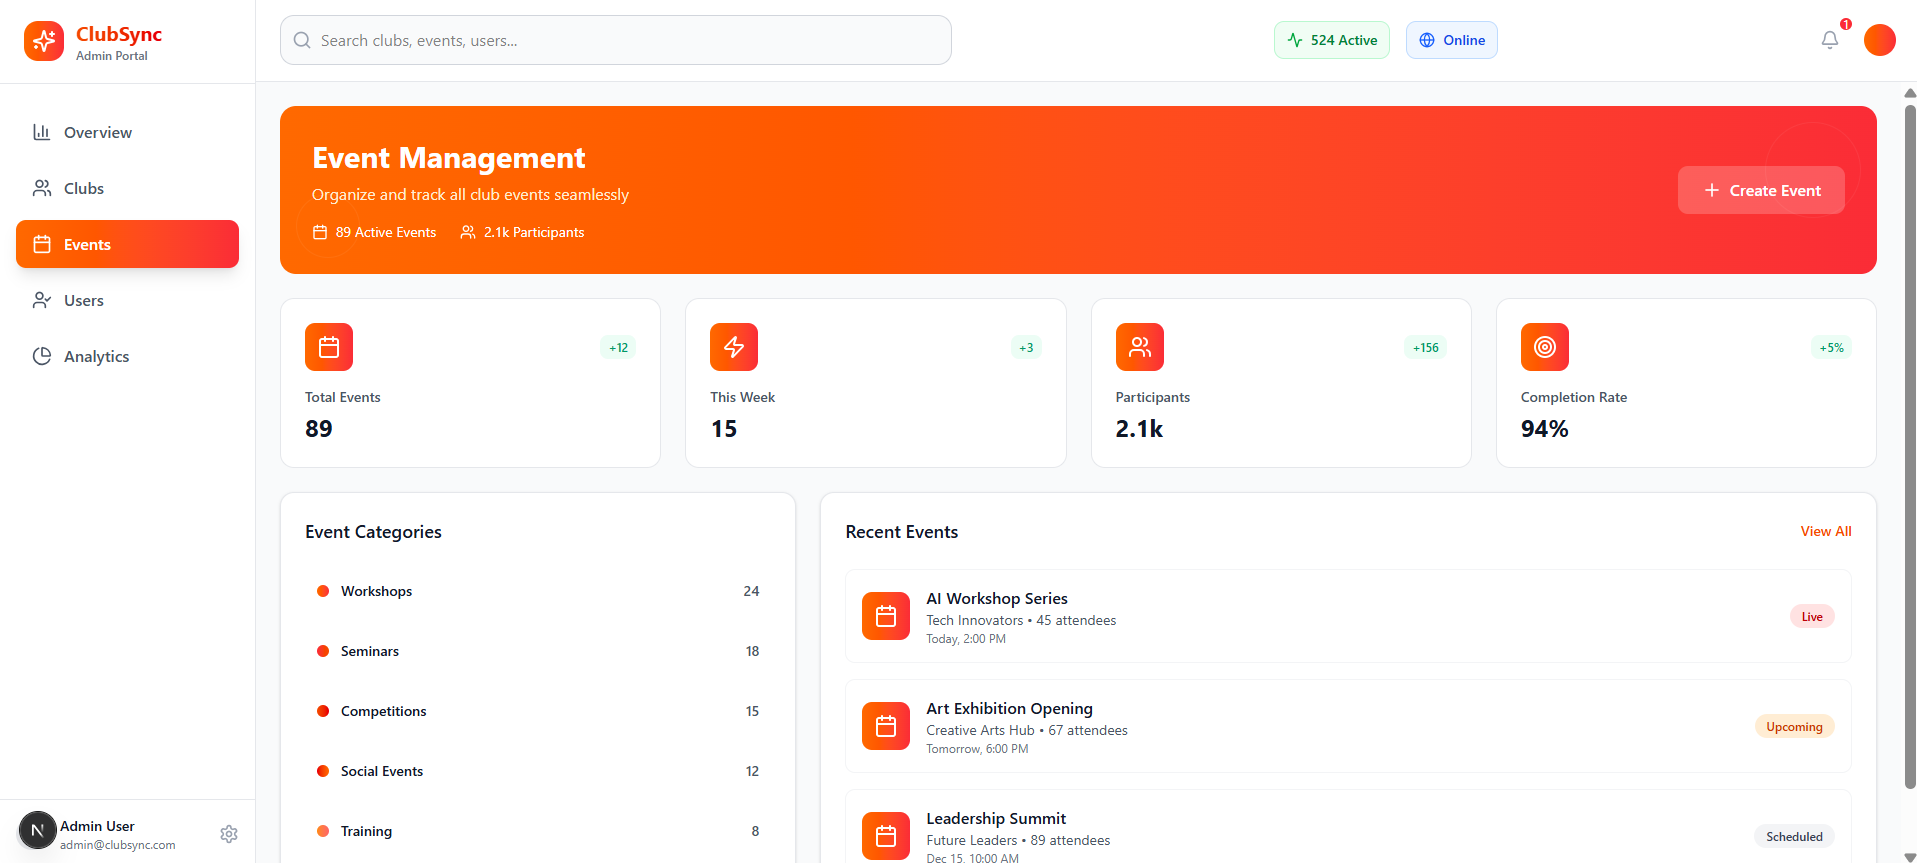 ClubSync
Admin Portal
Search clubs, events, users...
524 Active
Online
1
Overview
Clubs
Events
Users
Analytics
Event Management
Organize and track all club events seamlessly
89 Active Events
2.1k Participants
Create Event
+12
Total Events
89
+3
This Week
15
+156
Participants
2.1k
+5%
Completion Rate
94%
Event Categories
Workshops 24
Seminars 18
Competitions 15
Social Events 12
Training 8
Recent Events
View All
AI Workshop Series
Tech Innovators • 45 attendees
Today, 2:00 PM
Live
Art Exhibition Opening
Creative Arts Hub • 67 attendees
Tomorrow, 6:00 PM
Upcoming
Leadership Summit
Future Leaders • 89 attendees
Dec 15, 10:00 AM
Scheduled
N
Admin User
admin@clubsync.com